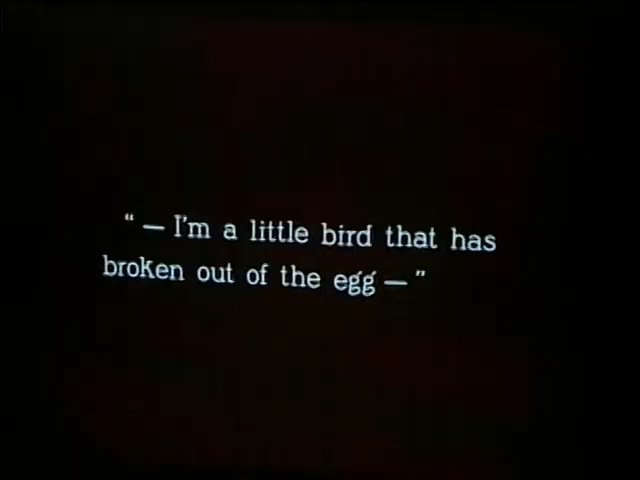 “ — I'm a little bird that has
broken out of the egg — ”